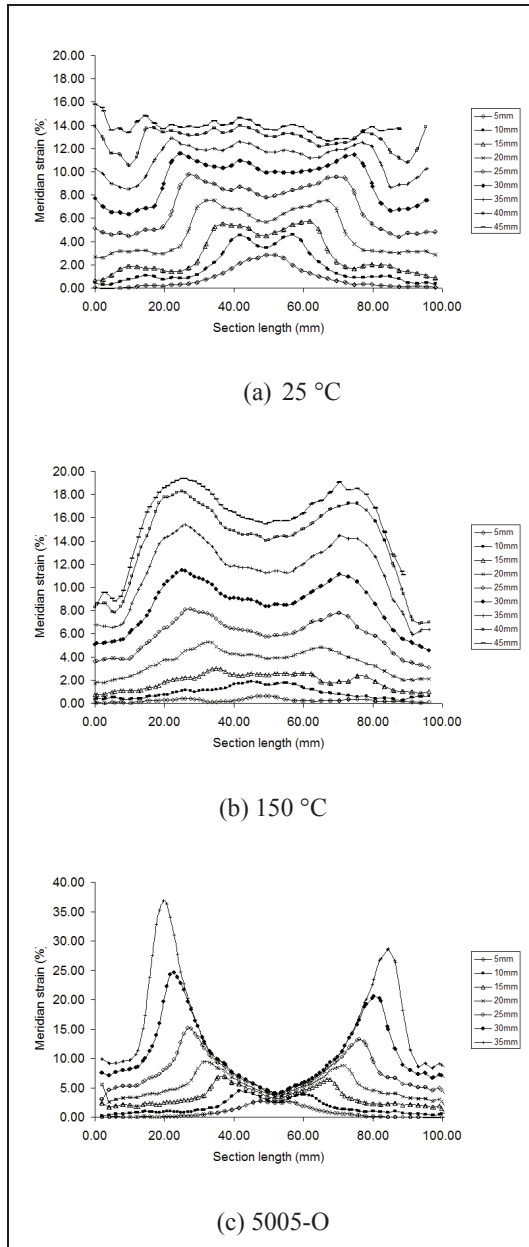 20.00
18.00
16.00
14.00
12.00
10.00
8.00
6.00
4.00
2.00
0.00
Meridian strain (%)
0.00 20.00 40.00 60.00 80.00 100.00
Section length (mm)
5mm
10mm
15mm
20mm
25mm
30mm
35mm
40mm
45mm
(a) 25 °C
20.00
18.00
16.00
14.00
12.00
10.00
8.00
6.00
4.00
2.00
0.00
Meridian strain (%)
0.00 20.00 40.00 60.00 80.00 100.00
Section length (mm)
5mm
10mm
15mm
20mm
25mm
30mm
35mm
40mm
45mm
(b) 150 °C
40.00
35.00
30.00
25.00
20.00
15.00
10.00
5.00
0.00
Meridian strain (%)
0.00 20.00 40.00 60.00 80.00 100.00
Section length (mm)
5mm
10mm
15mm
20mm
25mm
30mm
35mm
(c) 5005-O